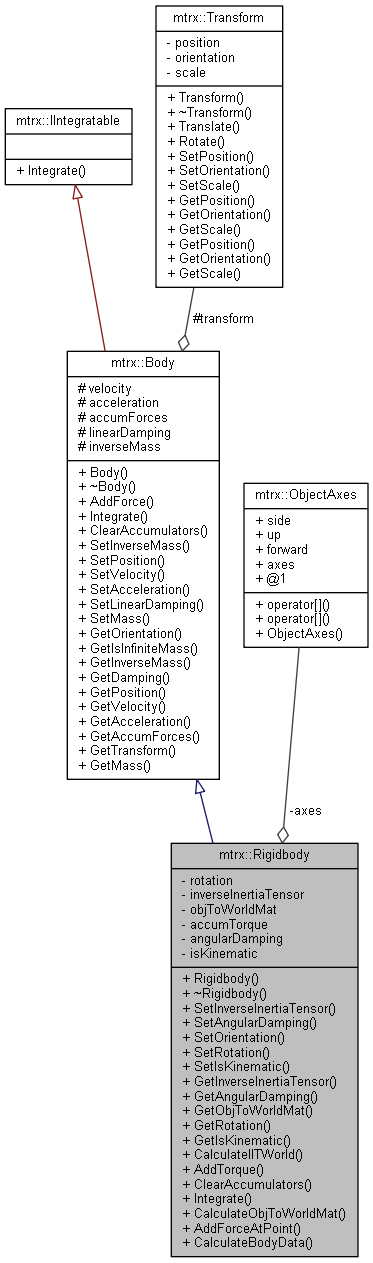 mtrx::Transform
- position
- orientation
- scale
+ Transform()
+ ~Transform()
+ Translate()
+ Rotate()
+ SetPosition()
+ SetOrientation()
+ SetScale()
+ GetPosition()
+ GetOrientation()
+ GetScale()
+ GetPosition()
+ GetOrientation()
+ GetScale()
mtrx::IIntegratable
+ Integrate()
#transform
mtrx::Body
# velocity
# acceleration
# accumForces
# linearDamping
# inverseMass
+ Body()
+ ~Body()
+ AddForce()
+ Integrate()
+ ClearAccumulators()
+ SetInverseMass()
+ SetPosition()
+ SetVelocity()
+ SetAcceleration()
+ SetLinearDamping()
+ SetMass()
+ GetOrientation()
+ GetIsInfiniteMass()
+ GetInverseMass()
+ GetDamping()
+ GetPosition()
+ GetVelocity()
+ GetAcceleration()
+ GetAccumForces()
+ GetTransform()
+ GetMass()
mtrx::ObjectAxes
+ side
+ up
+ forward
+ axes
+ @1
+ operator[]()
+ operator[]()
+ ObjectAxes()
-axes
mtrx::Rigidbody
- rotation
- inverseInertiaTensor
- objToWorldMat
- accumTorque
- angularDamping
- isKinematic
+ Rigidbody()
+ ~Rigidbody()
+ SetInverseInertiaTensor()
+ SetAngularDamping()
+ SetOrientation()
+ SetRotation()
+ SetIsKinematic()
+ GetInverseInertiaTensor()
+ GetAngularDamping()
+ GetObjToWorldMat()
+ GetRotation()
+ GetIsKinematic()
+ CalculateIITWorld()
+ AddTorque()
+ ClearAccumulators()
+ Integrate()
+ CalculateObjToWorldMat()
+ AddForceAtPoint()
+ CalculateBodyData()